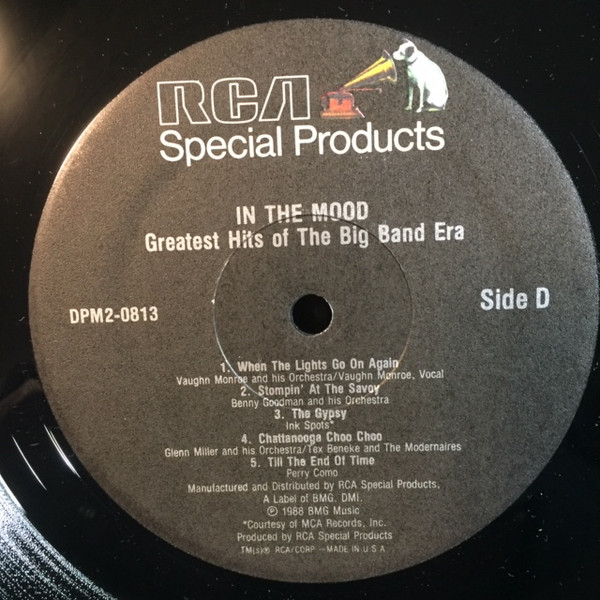 RCA
Special Products
IN THE MOOD
Greatest Hits of The Big Band Era
DPM2-0813
Side D
1. When The Lights Go On Again
Vaughn Monroe and his Orchestra/Vaughn Monroe, Vocal
2. Stompin' At The Savoy
Benny Goodman and his Orchestra
3. The Gypsy
Ink Spots*
4. Chattanooga Choo Choo
Glenn Miller and his Orchestra/Tex Beneke and The Modernaires
5. Till The End Of Time
Perry Como
Manufactured and Distributed by RCA Special Products,
A Label of BMG. DMI.
℗ 1988 BMG Music
*Courtesy of MCA Records, Inc.
Produced by RCA Special Products
TM(s)® RCA/CORP -- MADE IN U.S.A.